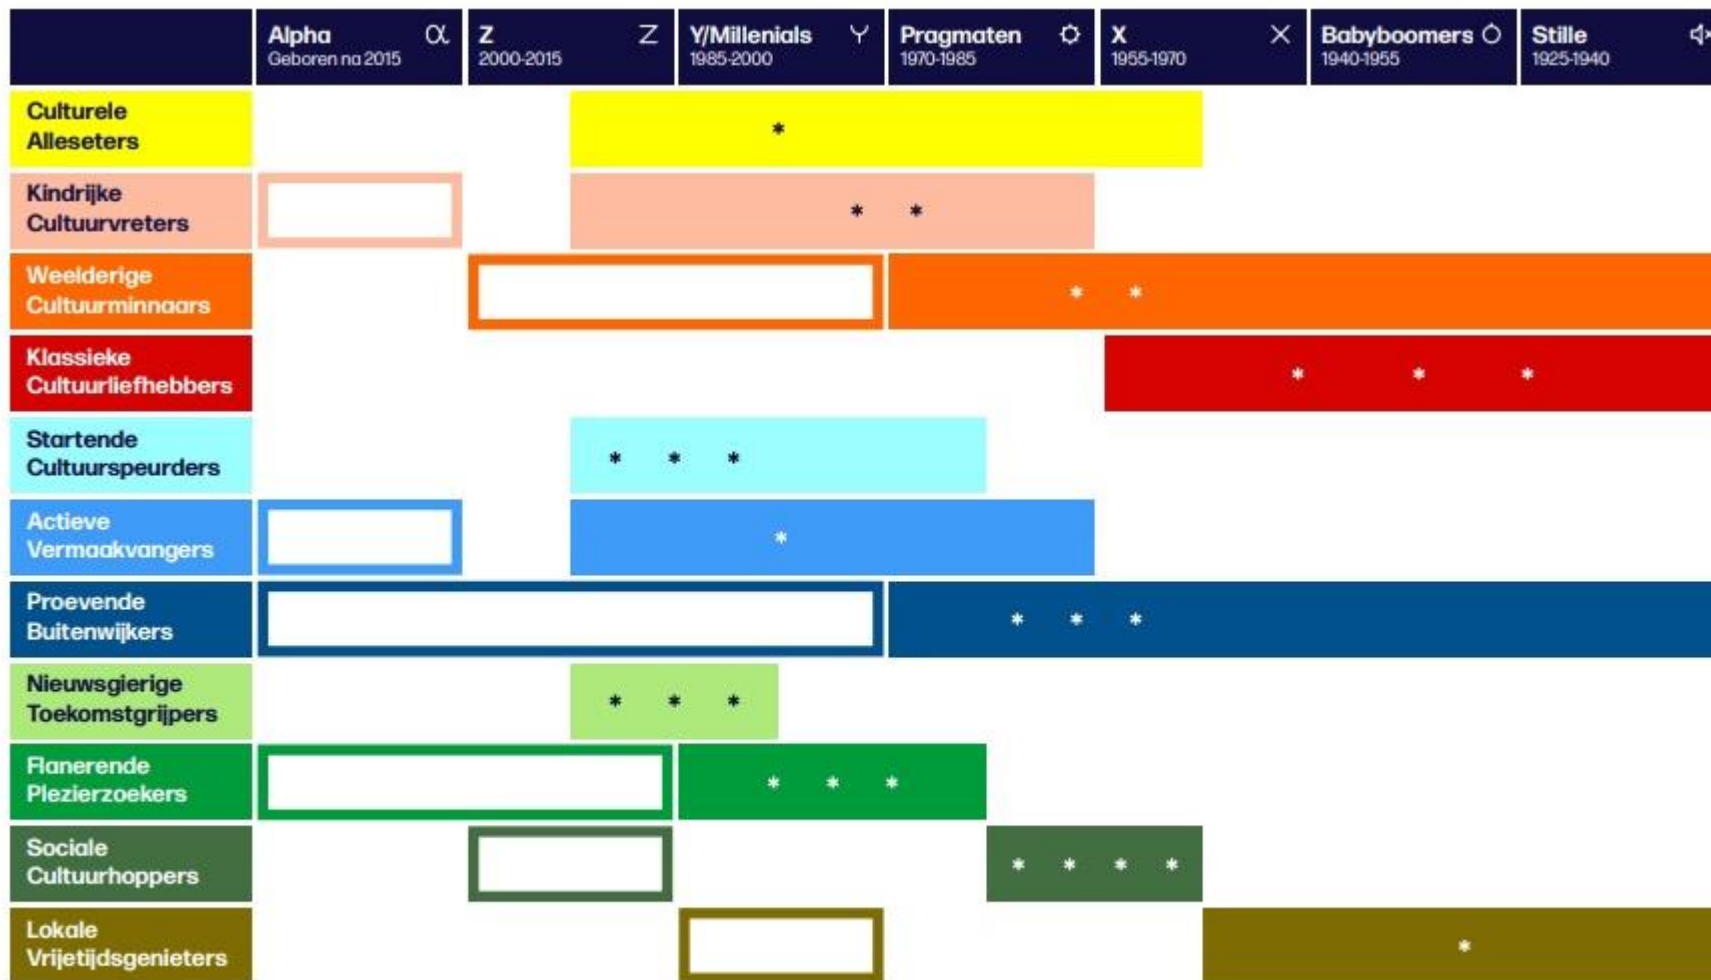 Alpha α
Geboren na 2015
Z Z
2000-2015
Y/Millenials Y
1985-2000
Pragmaten
1970-1985
X X
1955-1970
Babyboomers
1940-1955
Stille
1925-1940
Culturele
Alleseters
*
Kindrijke
Cultuurvreters
* *
Weelderige
Cultuurminnaars
* *
Klassieke
Cultuurliefhebbers
* * *
Startende
Cultuurspeurders
* * *
Actieve
Vermaakvangers
*
Proevende
Buitenwijkers
* * *
Nieuwsgierige
Toekomstgrijpers
* * *
Flanerende
Plezierzoekers
* * *
Sociale
Cultuurhoppers
* * * *
Lokale
Vrijetijdsgenieters
*